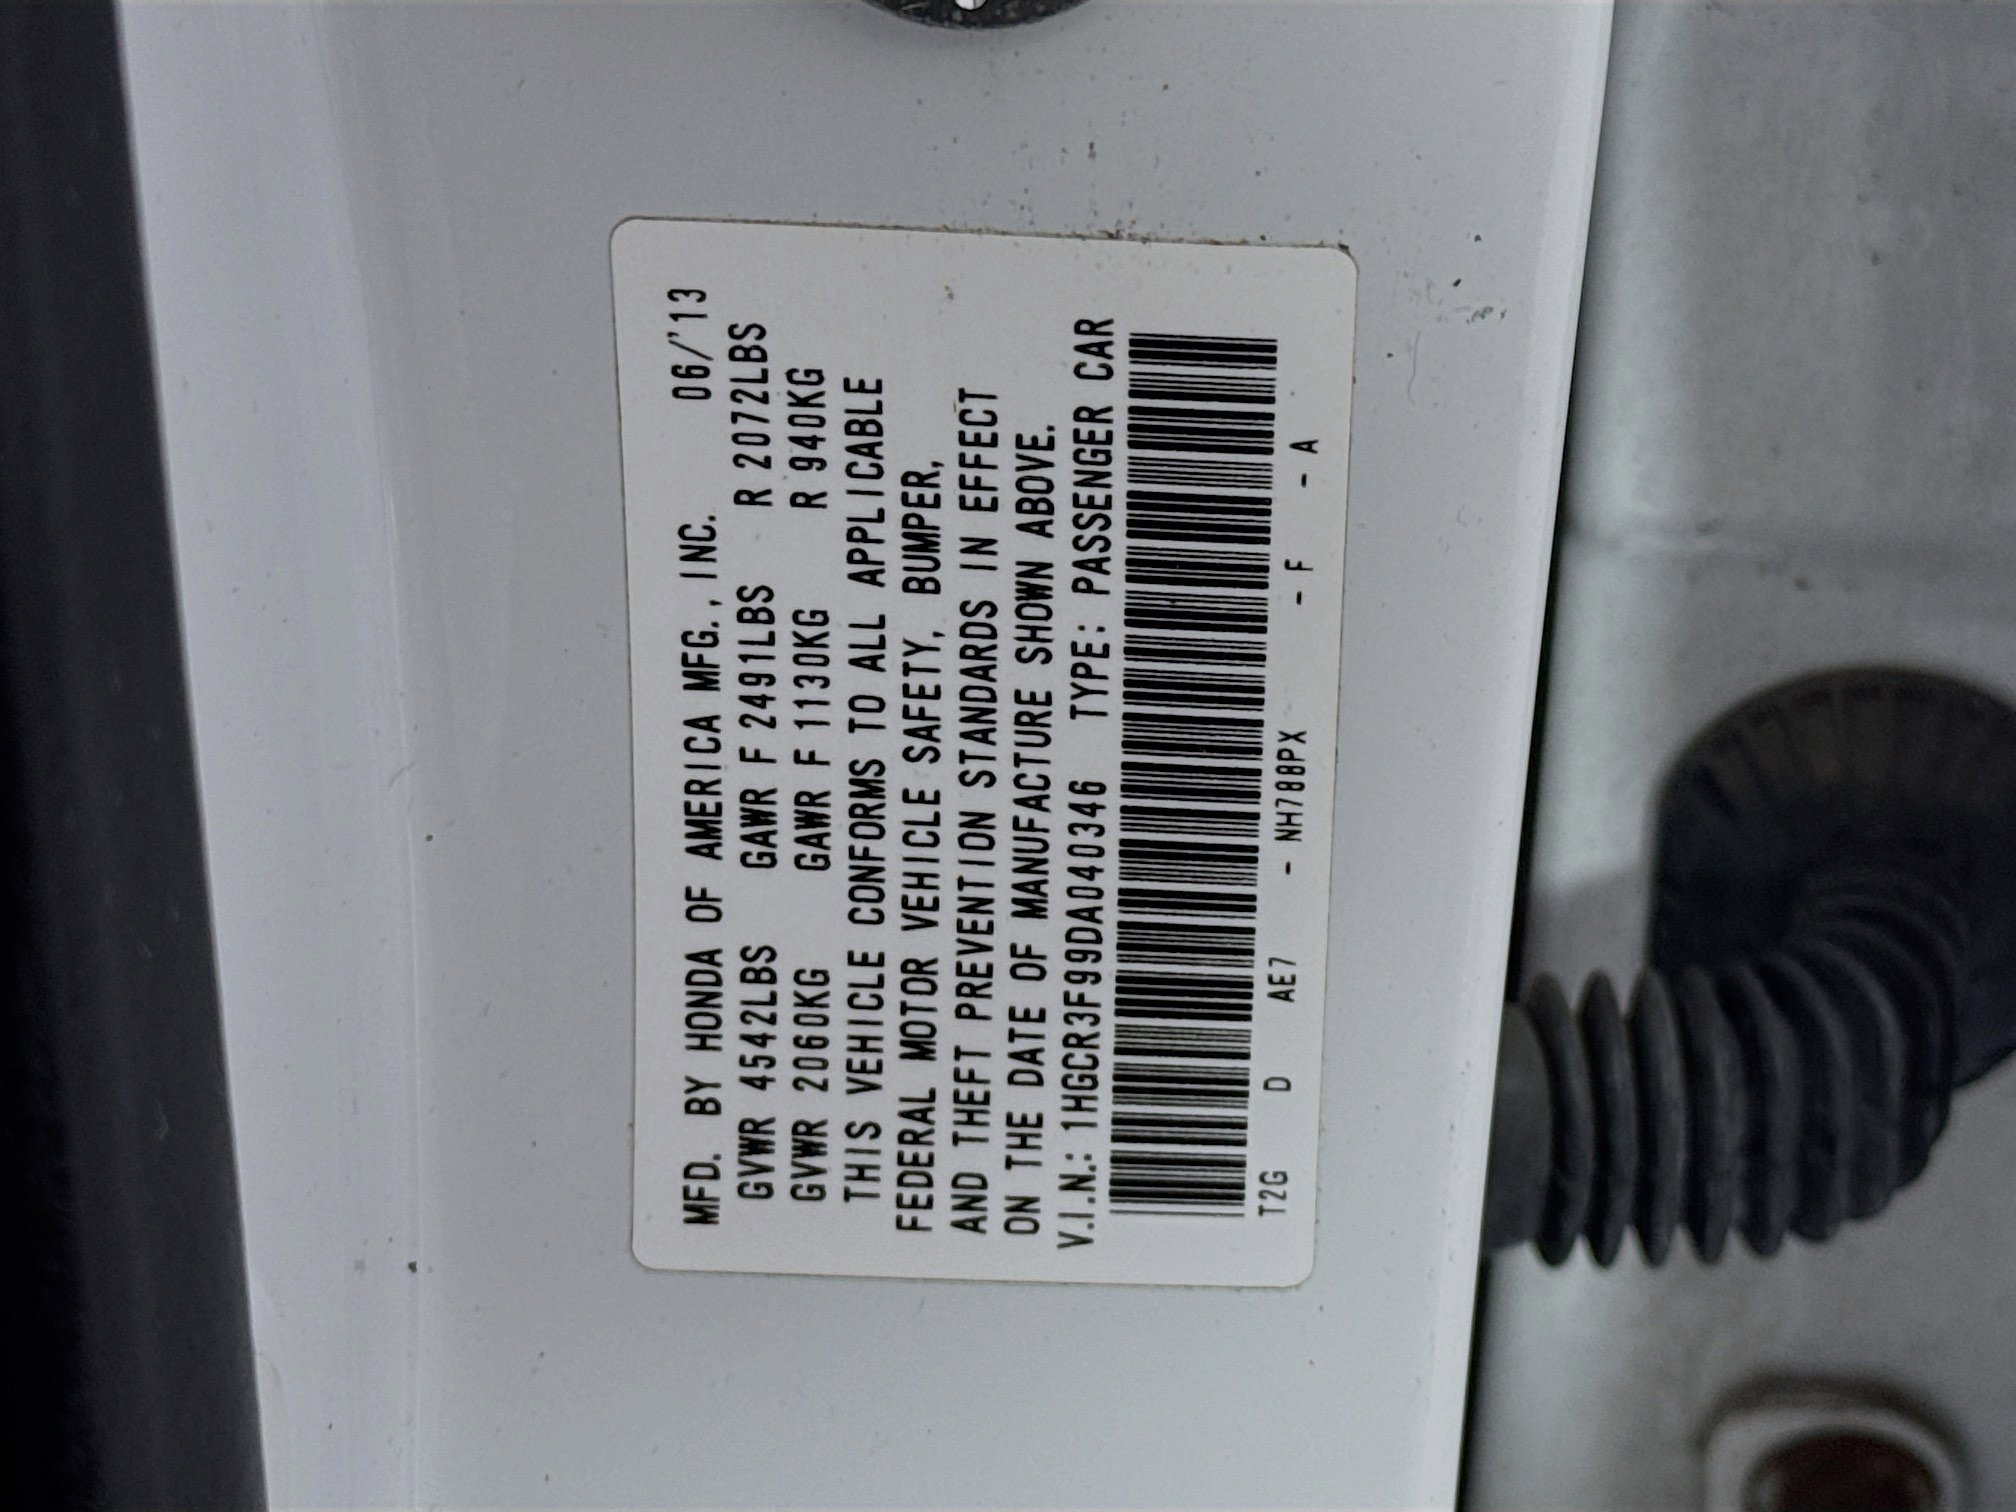 MFD. BY HONDA OF AMERICA MFG.,INC. 06/'13
GVWR 4542LBS GAWR F 2491LBS R 2072LBS
GVWR 2060KG GAWR F 1130KG R 940KG
THIS VEHICLE CONFORMS TO ALL APPLICABLE
FEDERAL MOTOR VEHICLE SAFETY, BUMPER,
AND THEFT PREVENTION STANDARDS IN EFFECT
ON THE DATE OF MANUFACTURE SHOWN ABOVE.
V.I.N.: 1HGCR3F99DA040346 TYPE: PASSENGER CAR
T2G D AE7 - NH788PX - F - A